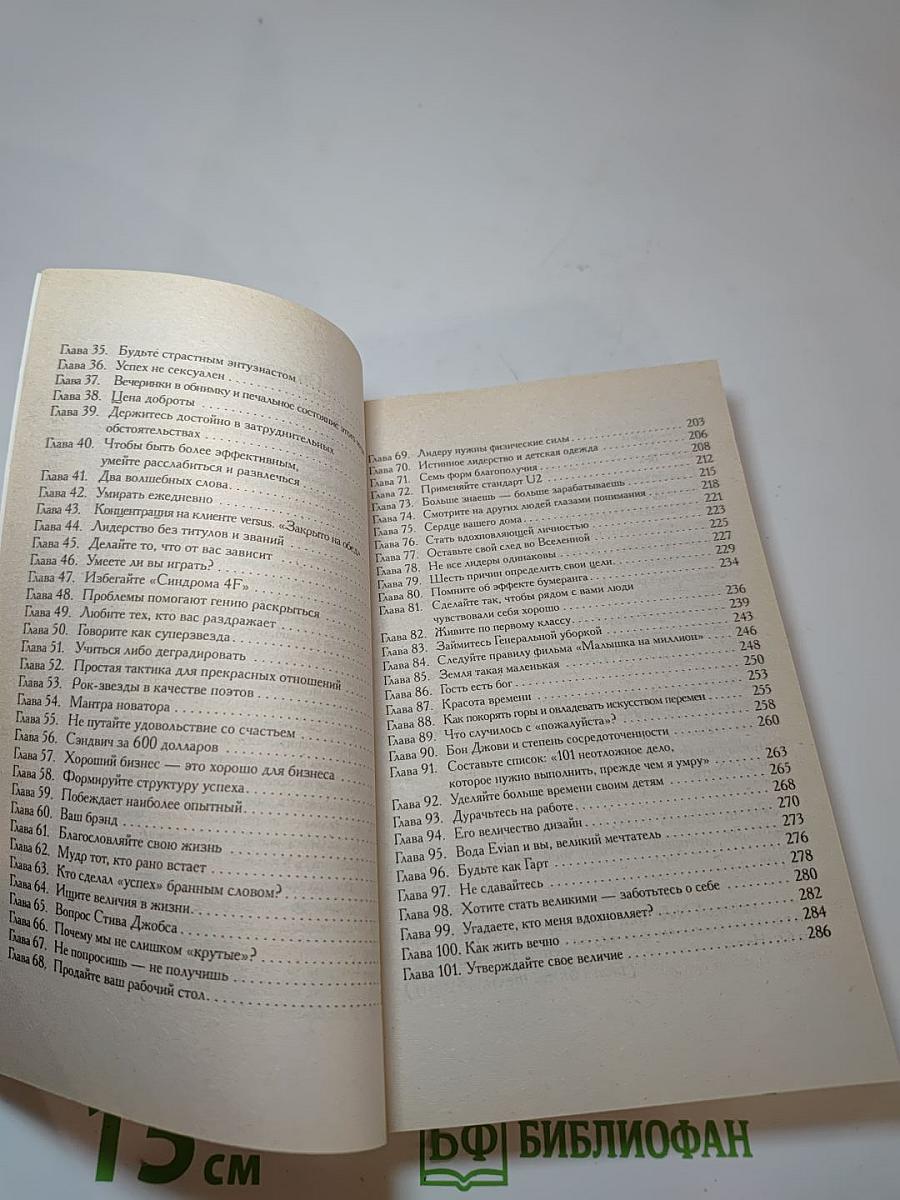 Глава 35. Будьте страстным энтузиастом
Глава 36. Успех не сексуален
Глава 37. Вечеринки в обнимку и печальное состояние этого
Глава 38. Цена доброты
Глава 39. Держитесь достойно в затруднительных
обстоятельствах
Глава 40. Чтобы быть более эффективным,
умейте расслабиться и развлечься
Глава 41. Два волшебных слова
Глава 42. Умирать ежедневно
Глава 43. Концентрация на клиенте versus. «Закрыто на обед»
Глава 44. Лидерство без титулов и званий
Глава 45. Делайте то, что от вас зависит
Глава 46. Умеете ли вы играть?
Глава 47. Избегайте «Синдрома 4F»
Глава 48. Проблемы помогают гению раскрыться
Глава 49. Любите тех, кто вас раздражает
Глава 50. Говорите как суперзвезда
Глава 51. Учиться либо деградировать
Глава 52. Простая тактика для прекрасных отношений
Глава 53. Рок-звезды в качестве поэтов
Глава 54. Мантра новатора
Глава 55. Не путайте удовольствие со счастьем
Глава 56. Сэндвич за 600 долларов
Глава 57. Хороший бизнес — это хорошо для бизнеса
Глава 58. Формируйте структуру успеха
Глава 59. Побеждает наиболее опытный
Глава 60. Ваш брэнд
Глава 61. Благословляйте свою жизнь
Глава 62. Мудр тот, кто рано встает
Глава 63. Кто сделал «успех» бранным словом?
Глава 64. Ищите величия в жизни
Глава 65. Вопрос Стива Джобса
Глава 66. Почему мы не слишком «крутые»?
Глава 67. Не попросишь — не получишь
Глава 68. Продайте ваш рабочий стол
Глава 69. Лидеру нужны физические силы 203
Глава 70. Истинное лидерство и детская одежда 206
Глава 71. Семь форм благополучия 208
Глава 72. Применяйте стандарт U2 212
Глава 73. Больше знаешь — больше зарабатываешь 215
Глава 74. Смотрите на других людей глазами понимания 218
Глава 75. Сердце вашего дома 221
Глава 76. Стать вдохновляющей личностью 223
Глава 77. Оставьте свой след во Вселенной 225
Глава 78. Не все лидеры одинаковы 227
Глава 79. Шесть причин определить свои цели 229
Глава 80. Помните об эффекте бумеранга 234
Глава 81. Сделайте так, чтобы рядом с вами люди
чувствовали себя хорошо 236
Глава 82. Живите по первому классу 239
Глава 83. Займитесь Генеральной уборкой 243
Глава 84. Следуйте правилу фильма «Малышка на миллион» 246
Глава 85. Земля такая маленькая 248
Глава 86. Гость есть бог 250
Глава 87. Красота времени 253
Глава 88. Как покорять горы и овладевать искусством перемен 255
Глава 89. Что случилось с «пожалуйста»? 258
Глава 90. Бон Джови и степень сосредоточенности 260
Глава 91. Составьте список: «101 неотложное дело,
которое нужно выполнить, прежде чем я умру» 263
Глава 92. Уделяйте больше времени своим детям 265
Глава 93. Дурачьтесь на работе 268
Глава 94. Его величество дизайн 270
Глава 95. Вода Evian и вы, великий мечтатель 273
Глава 96. Будьте как Гарт 276
Глава 97. Не сдавайтесь 278
Глава 98. Хотите стать великими — заботьтесь о себе 280
Глава 99. Угадаете, кто меня вдохновляет? 282
Глава 100. Как жить вечно 284
Глава 101. Утверждайте свое величие 286
15 см
БФ БИБЛИОФАН